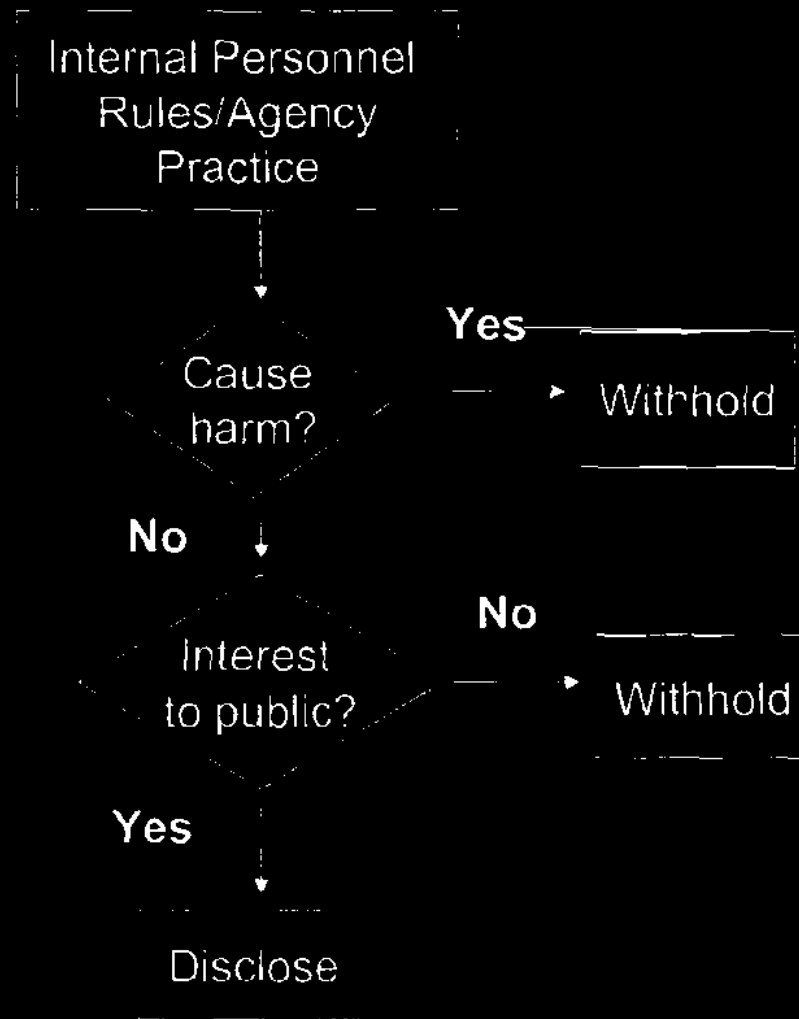 Internal Personnel
Rules/Agency
Practice
Yes
Cause
harm?
Withhold
No
No
Interest
to public?
Withhold
Yes
Disclose